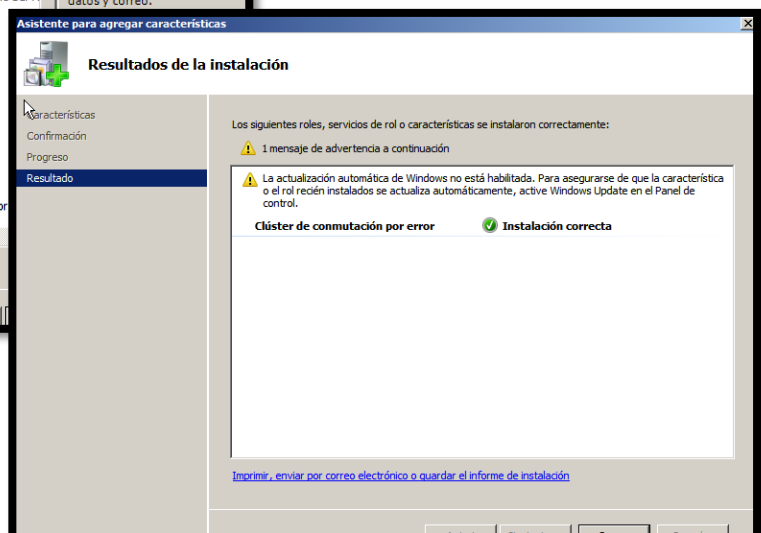 datos y correo.
Asistente para agregar características
Resultados de la instalación
Características
Confirmación
Progreso
Resultado
Los siguientes roles, servicios de rol o características se instalaron correctamente:
1 mensaje de advertencia a continuación
La actualización automática de Windows no está habilitada. Para asegurarse de que la característica
o el rol recién instalados se actualiza automáticamente, active Windows Update en el Panel de
control.
Clúster de conmutación por error Instalación correcta
Imprimir, enviar por correo electrónico o guardar el informe de instalación